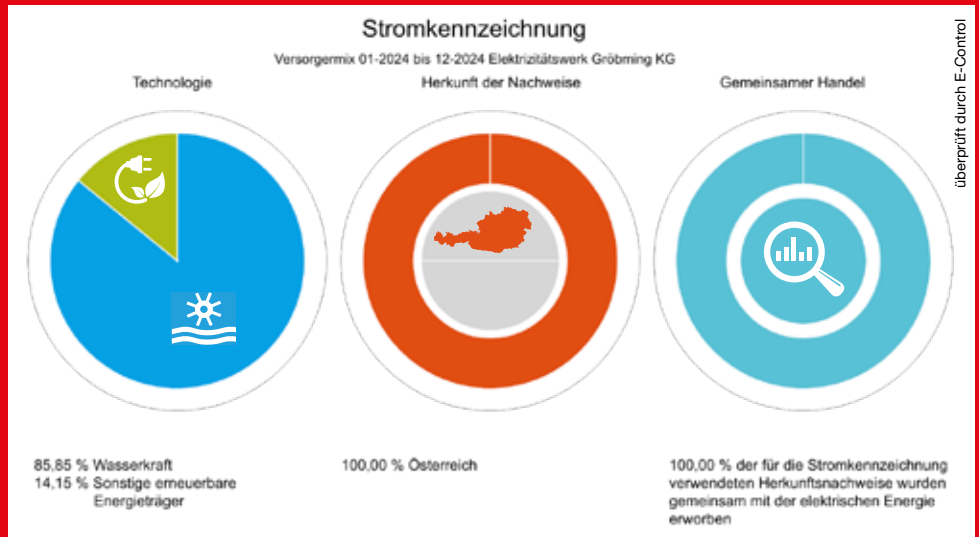 Stromkennzeichnung
Versorgermix 01-2024 bis 12-2024 Elektrizitätswerk Gröbming KG
Technologie
Herkunft der Nachweise
Gemeinsamer Handel
überprüft durch E-Control
85,85 % Wasserkraft
14,15 % Sonstige erneuerbare
Energieträger
100,00 % Österreich
100,00 % der für die Stromkennzeichnung
verwendeten Herkunftsnachweise wurden
gemeinsam mit der elektrischen Energie
erworben